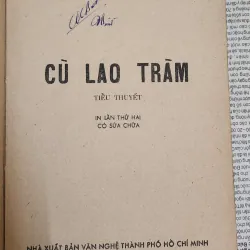 CÙ LAO TRÀM
TIỂU THUYẾT
IN LẦN THỨ HAI
CÓ SỬA CHỮA
NHÀ XUẤT BẢN VĂN NGHỆ THÀNH PHỐ HỒ CHÍ MINH